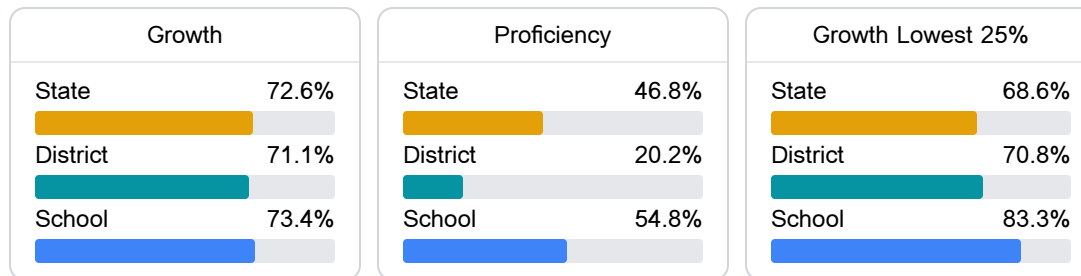 Growth
State 72.6%
District 71.1%
School 73.4%
Proficiency
State 46.8%
District 20.2%
School 54.8%
Growth Lowest 25%
State 68.6%
District 70.8%
School 83.3%